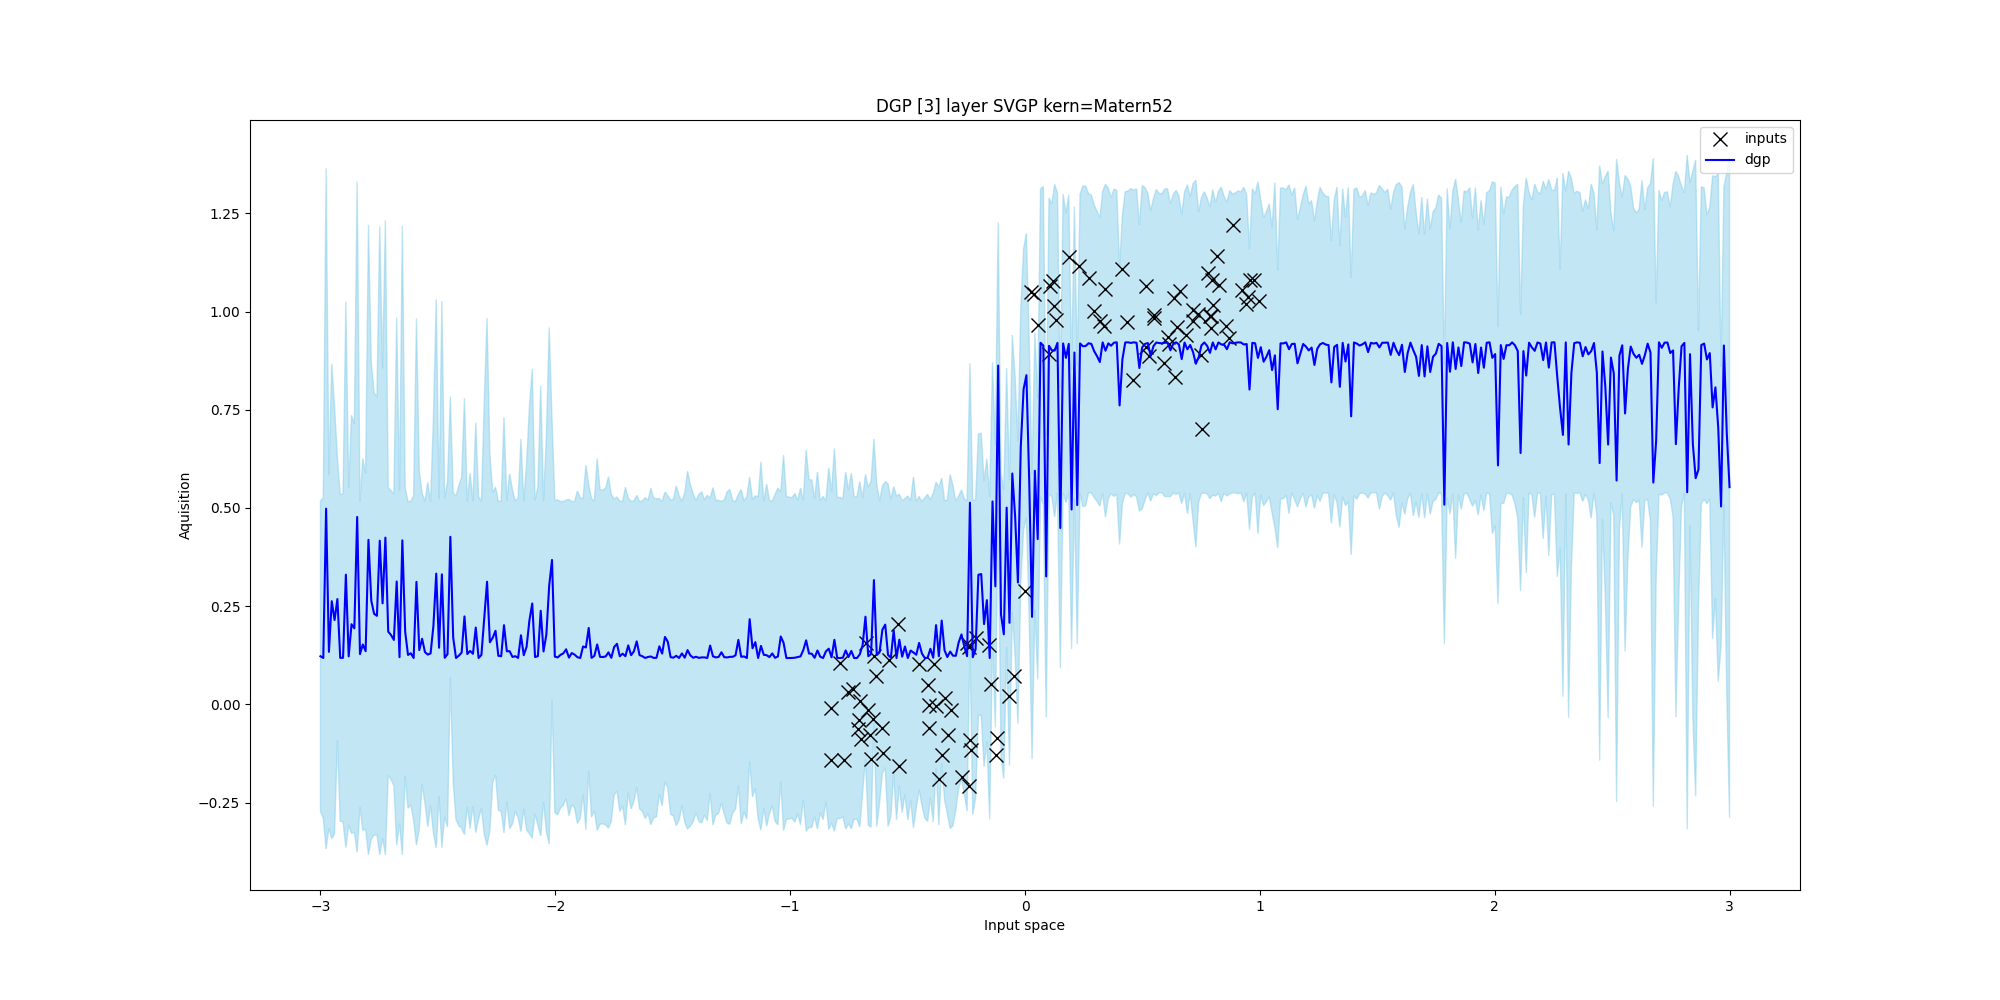 DGP [3] layer SVGP kern=Matern52
inputs
dgp
1.25
1.00
0.75
0.50
0.25
0.00
−0.25
Aquisition
−3
−2
−1
0
1
2
3
Input space